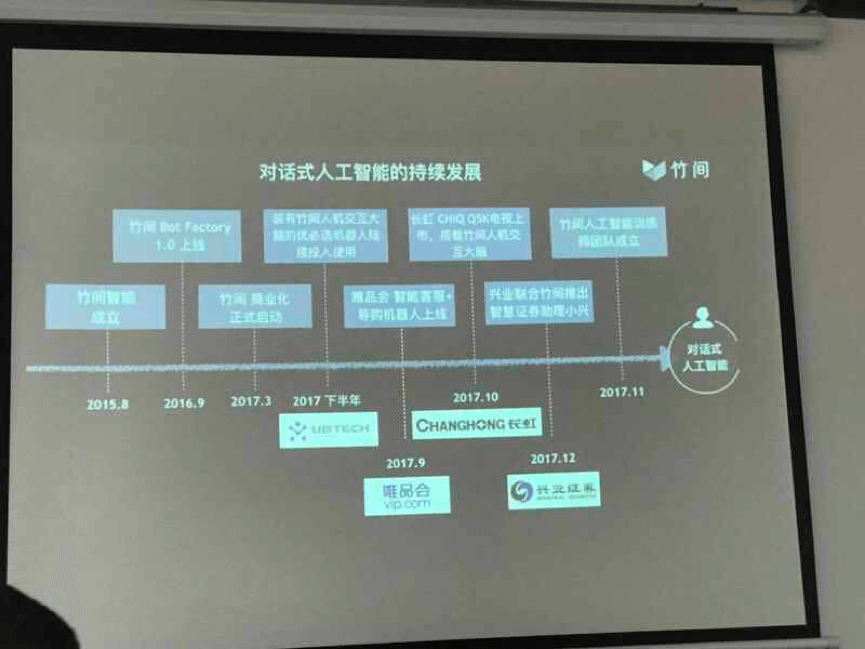 对话式人工智能的持续发展
竹间
竹间 Bot Factory
1.0 上线
装有竹间人机交互大
脑的优必选机器人陆
续投入使用
长虹 CHiQ Q5K电视上
市，搭载竹间人机交
互大脑
竹间人工智能训练
师团队成立
竹间智能
成立
竹间 商业化
正式启动
唯品会 智能客服+
导购机器人上线
兴业联合竹间推出
智慧证券助理小兴
对话式
人工智能
2015.8
2016.9
2017.3
2017 下半年
2017.10
2017.11
UBTECH
CHANGHONG 长虹
2017.9
2017.12
唯品会
vip.com
兴业证券